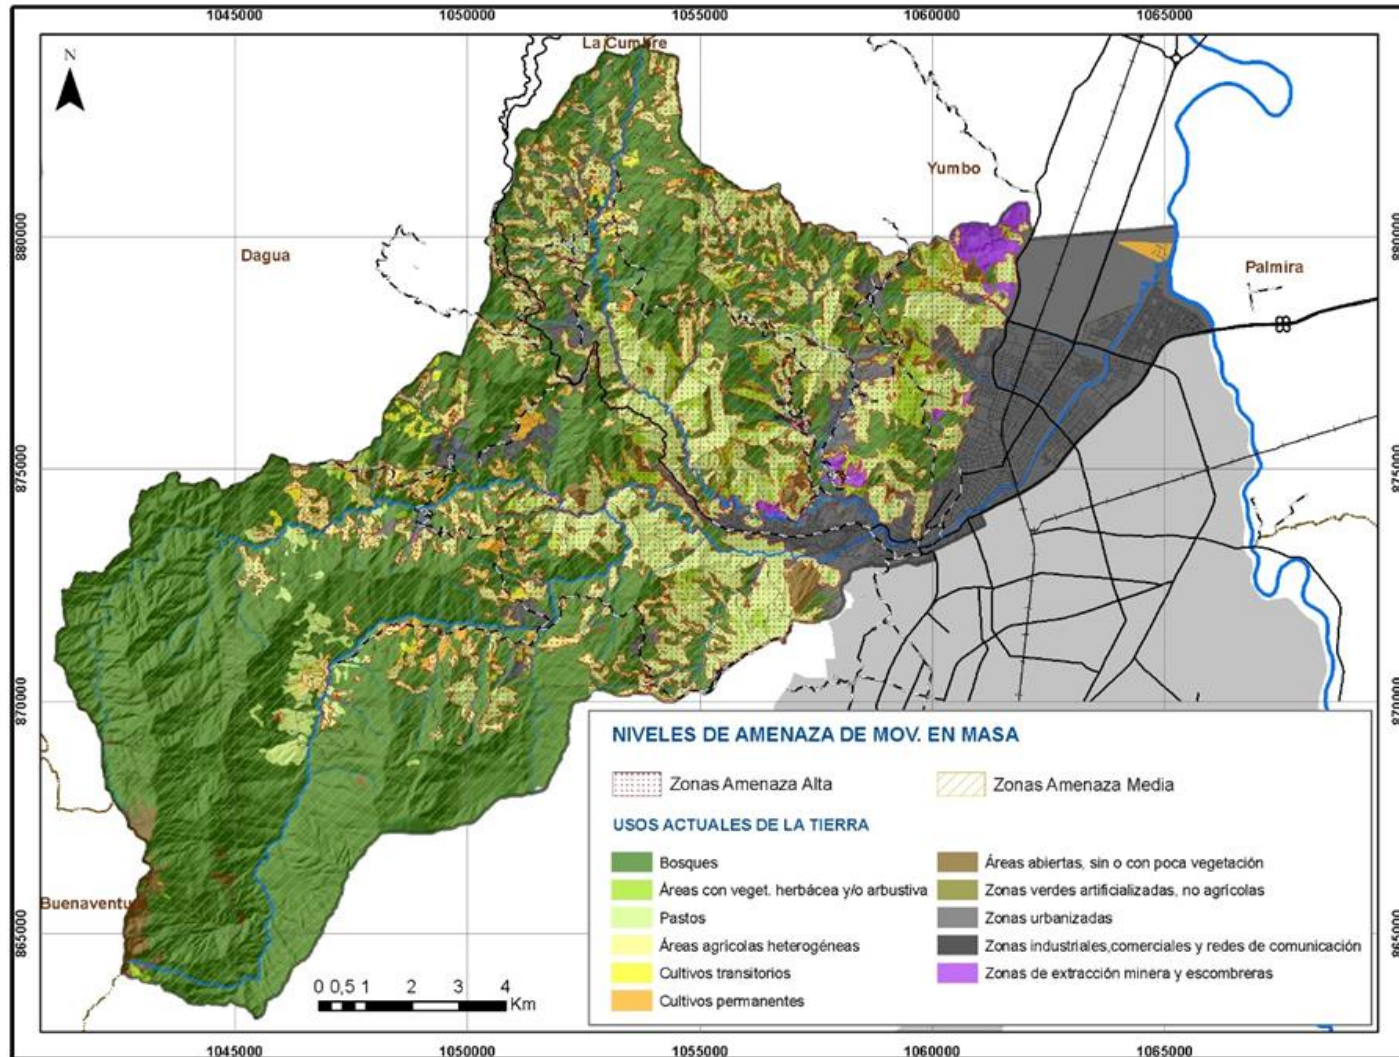 1045000 1050000 1055000 1060000 1065000
La Cumbre
N
Yumbo
880000 880000
Dagua
Palmira
875000 875000
870000 870000
NIVELES DE AMENAZA DE MOV. EN MASA
Zonas Amenaza Alta Zonas Amenaza Media
USOS ACTUALES DE LA TIERRA
Bosques Áreas abiertas, sin o con poca vegetación
Áreas con veget. herbácea y/o arbustiva Zonas verdes artificializadas, no agrícolas
Buenaventu
Pastos Zonas urbanizadas
865000 865000
Áreas agrícolas heterogéneas Zonas industriales,comerciales y redes de comunicación
Cultivos transitorios Zonas de extracción minera y escombreras
Cultivos permanentes
0 0,5 1 2 3 4
Km
1045000 1050000 1055000 1060000 1065000